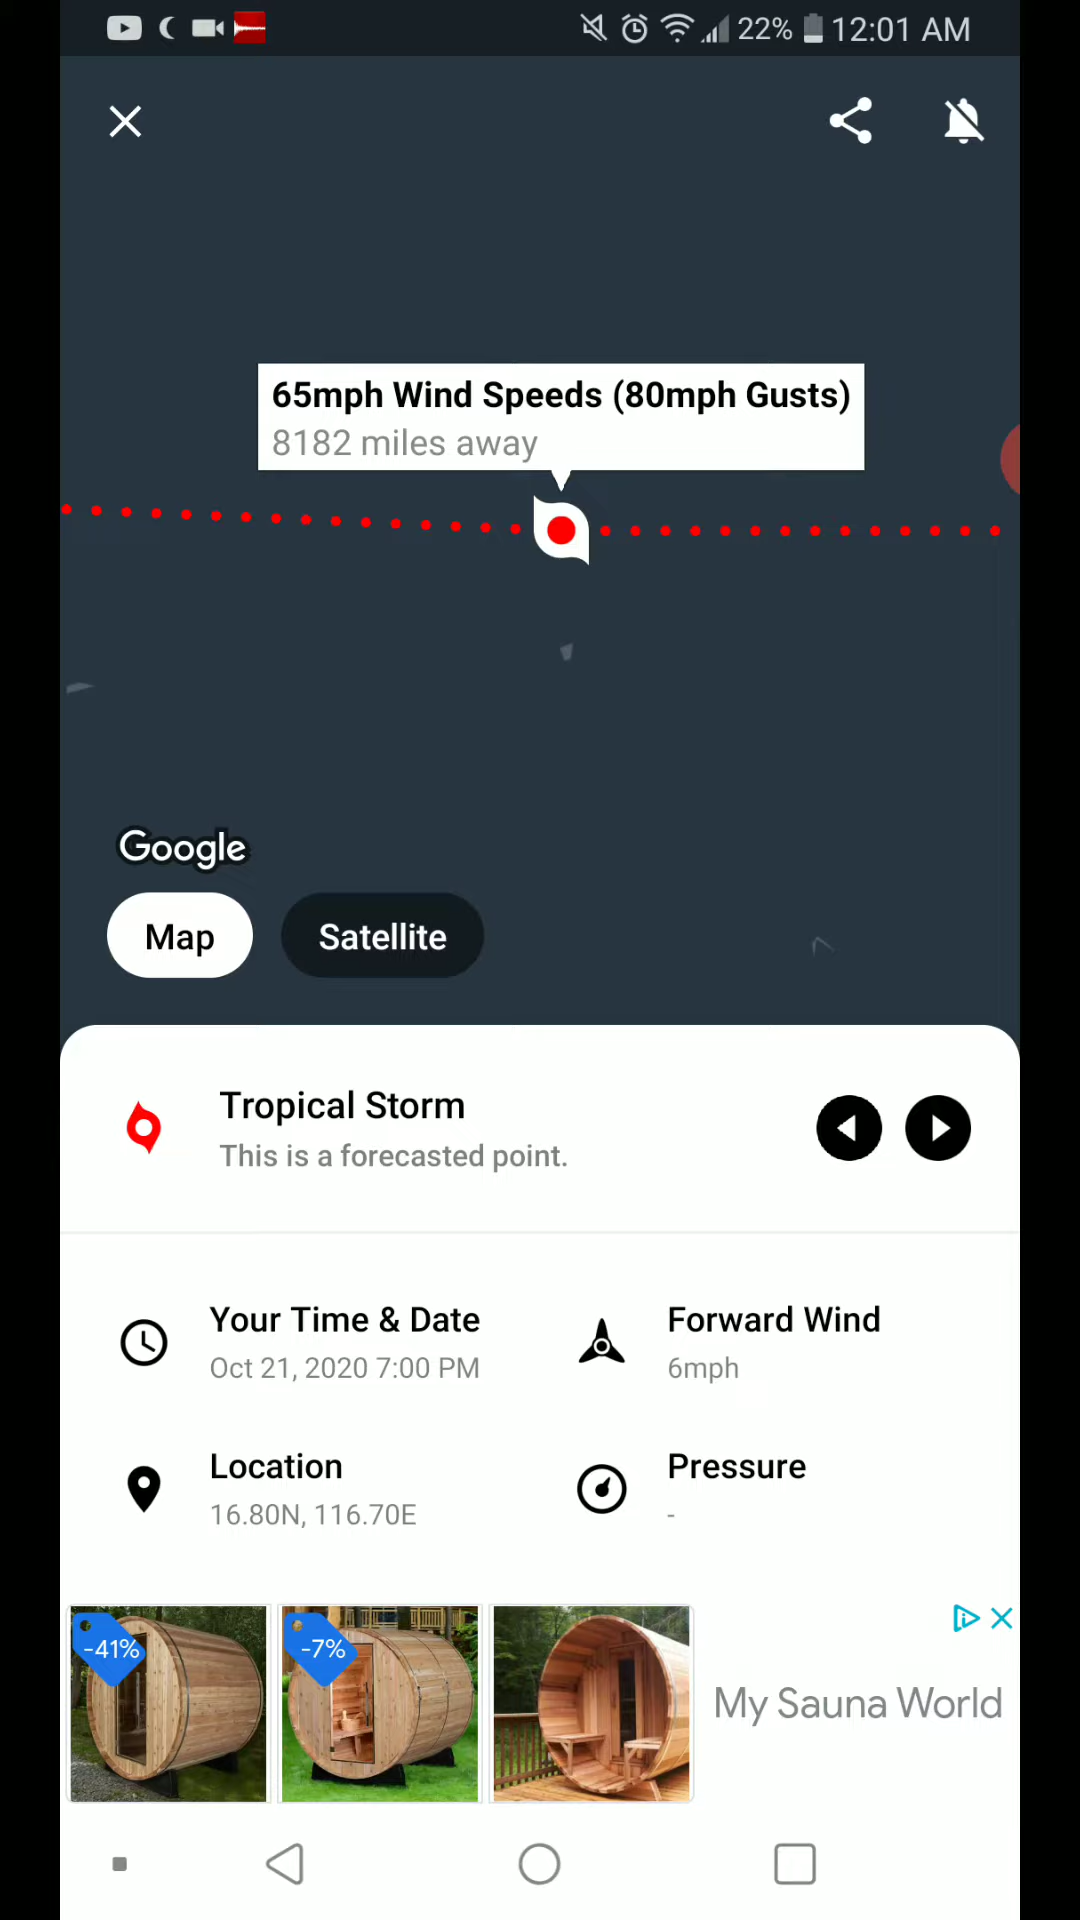 22% 12:01 AM
65mph Wind Speeds (80mph Gusts)
8182 miles away
Google
Map
Satellite
Tropical Storm
This is a forecasted point.
Your Time & Date
Oct 21, 2020 7:00 PM
Forward Wind
6mph
Location
16.80N, 116.70E
Pressure
-
-41%
-7%
My Sauna World